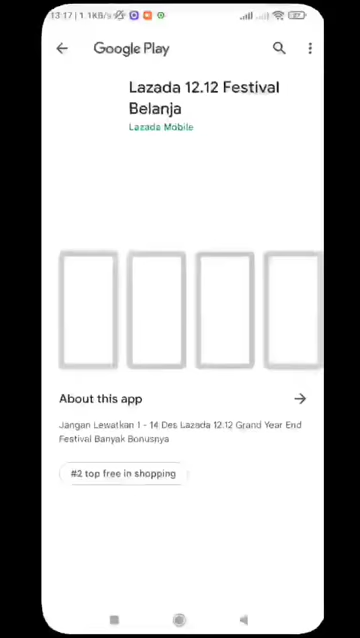 13:17 | 1.1KB/s
Google Play
Lazada 12.12 Festival
Belanja
Lazada Mobile
About this app
Jangan Lewatkan 1 - 14 Des Lazada 12.12 Grand Year End
Festival Banyak Bonusnya
#2 top free in shopping